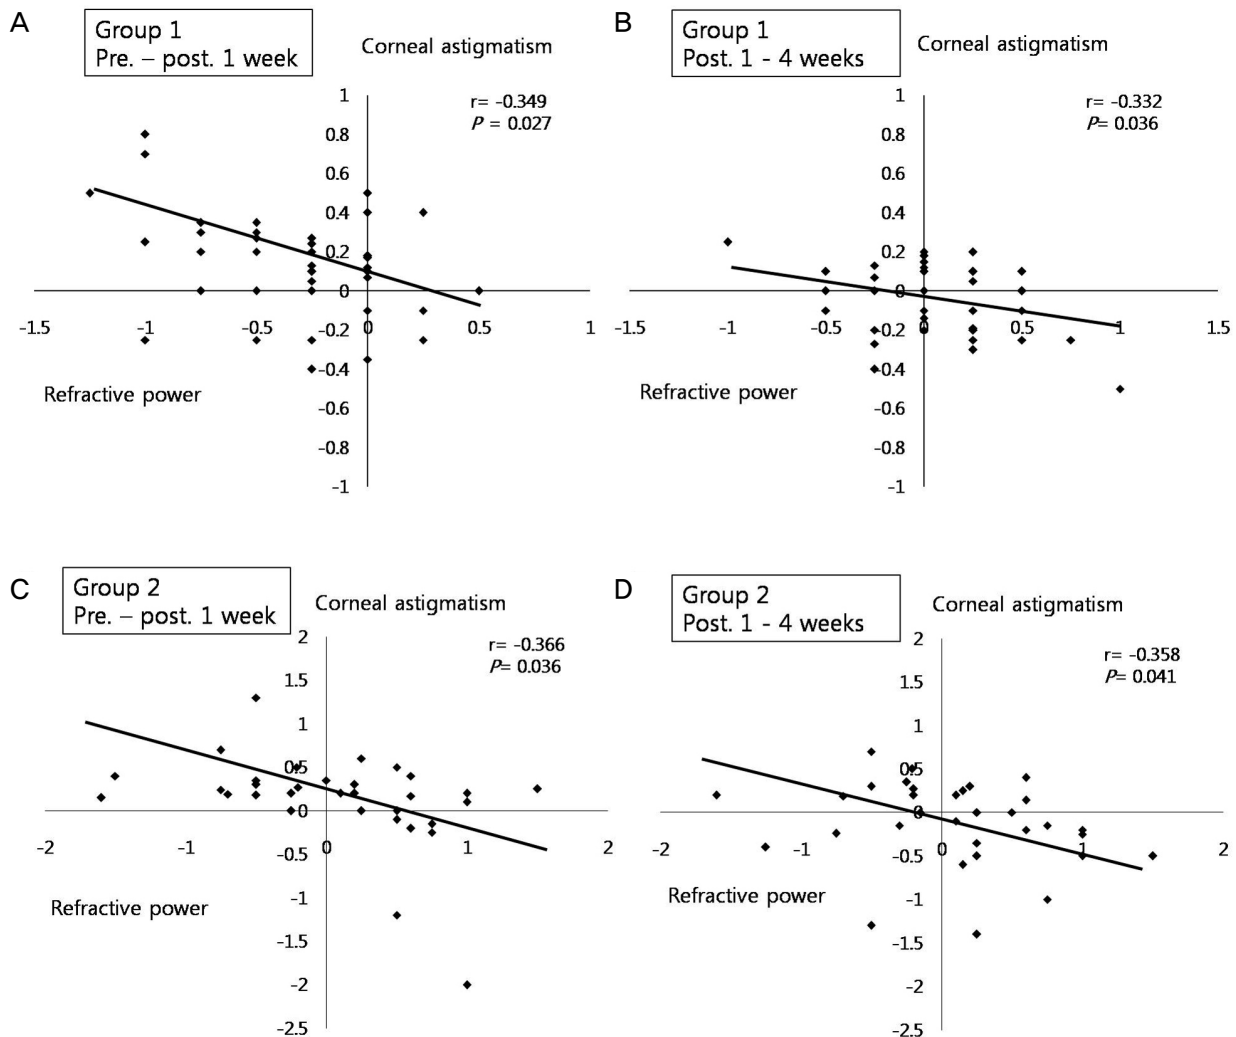 A
Group 1
Pre. – post. 1 week
Corneal astigmatism
r= -0.349
P = 0.027
1
0.8
0.6
0.4
0.2
0
-0.2
-0.4
-0.6
-0.8
-1
-1.5
-1
-0.5
0
0.5
1
Refractive power
B
Group 1
Post. 1 - 4 weeks
Corneal astigmatism
r= -0.332
P= 0.036
1
0.8
0.6
0.4
0.2
0
-0.2
-0.4
-0.6
-0.8
-1
-1.5
-1
-0.5
0
0.5
1
1.5
Refractive power
C
Group 2
Pre. – post. 1 week
Corneal astigmatism
r= -0.366
P= 0.036
2
1.5
1
0.5
0
-0.5
-1
-1.5
-2
-2.5
-2
-1
0
1
2
Refractive power
D
Group 2
Post. 1 - 4 weeks
Corneal astigmatism
r= -0.358
P= 0.041
2
1.5
1
0.5
0
-0.5
-1
-1.5
-2
-2.5
-2
-1
0
1
2
Refractive power